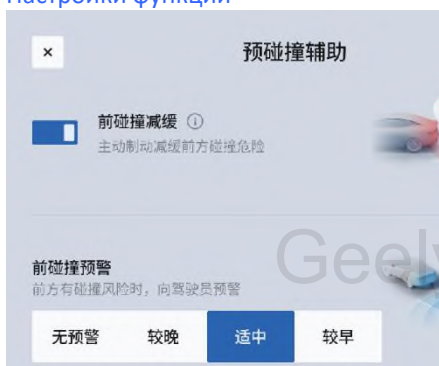 Настройки функции
×
预碰撞辅助
前碰撞减缓 ⓘ
主动制动减缓前方碰撞危险
Geely
前碰撞预警
前方有碰撞风险时，向驾驶员预警
无预警 较晚 适中 较早